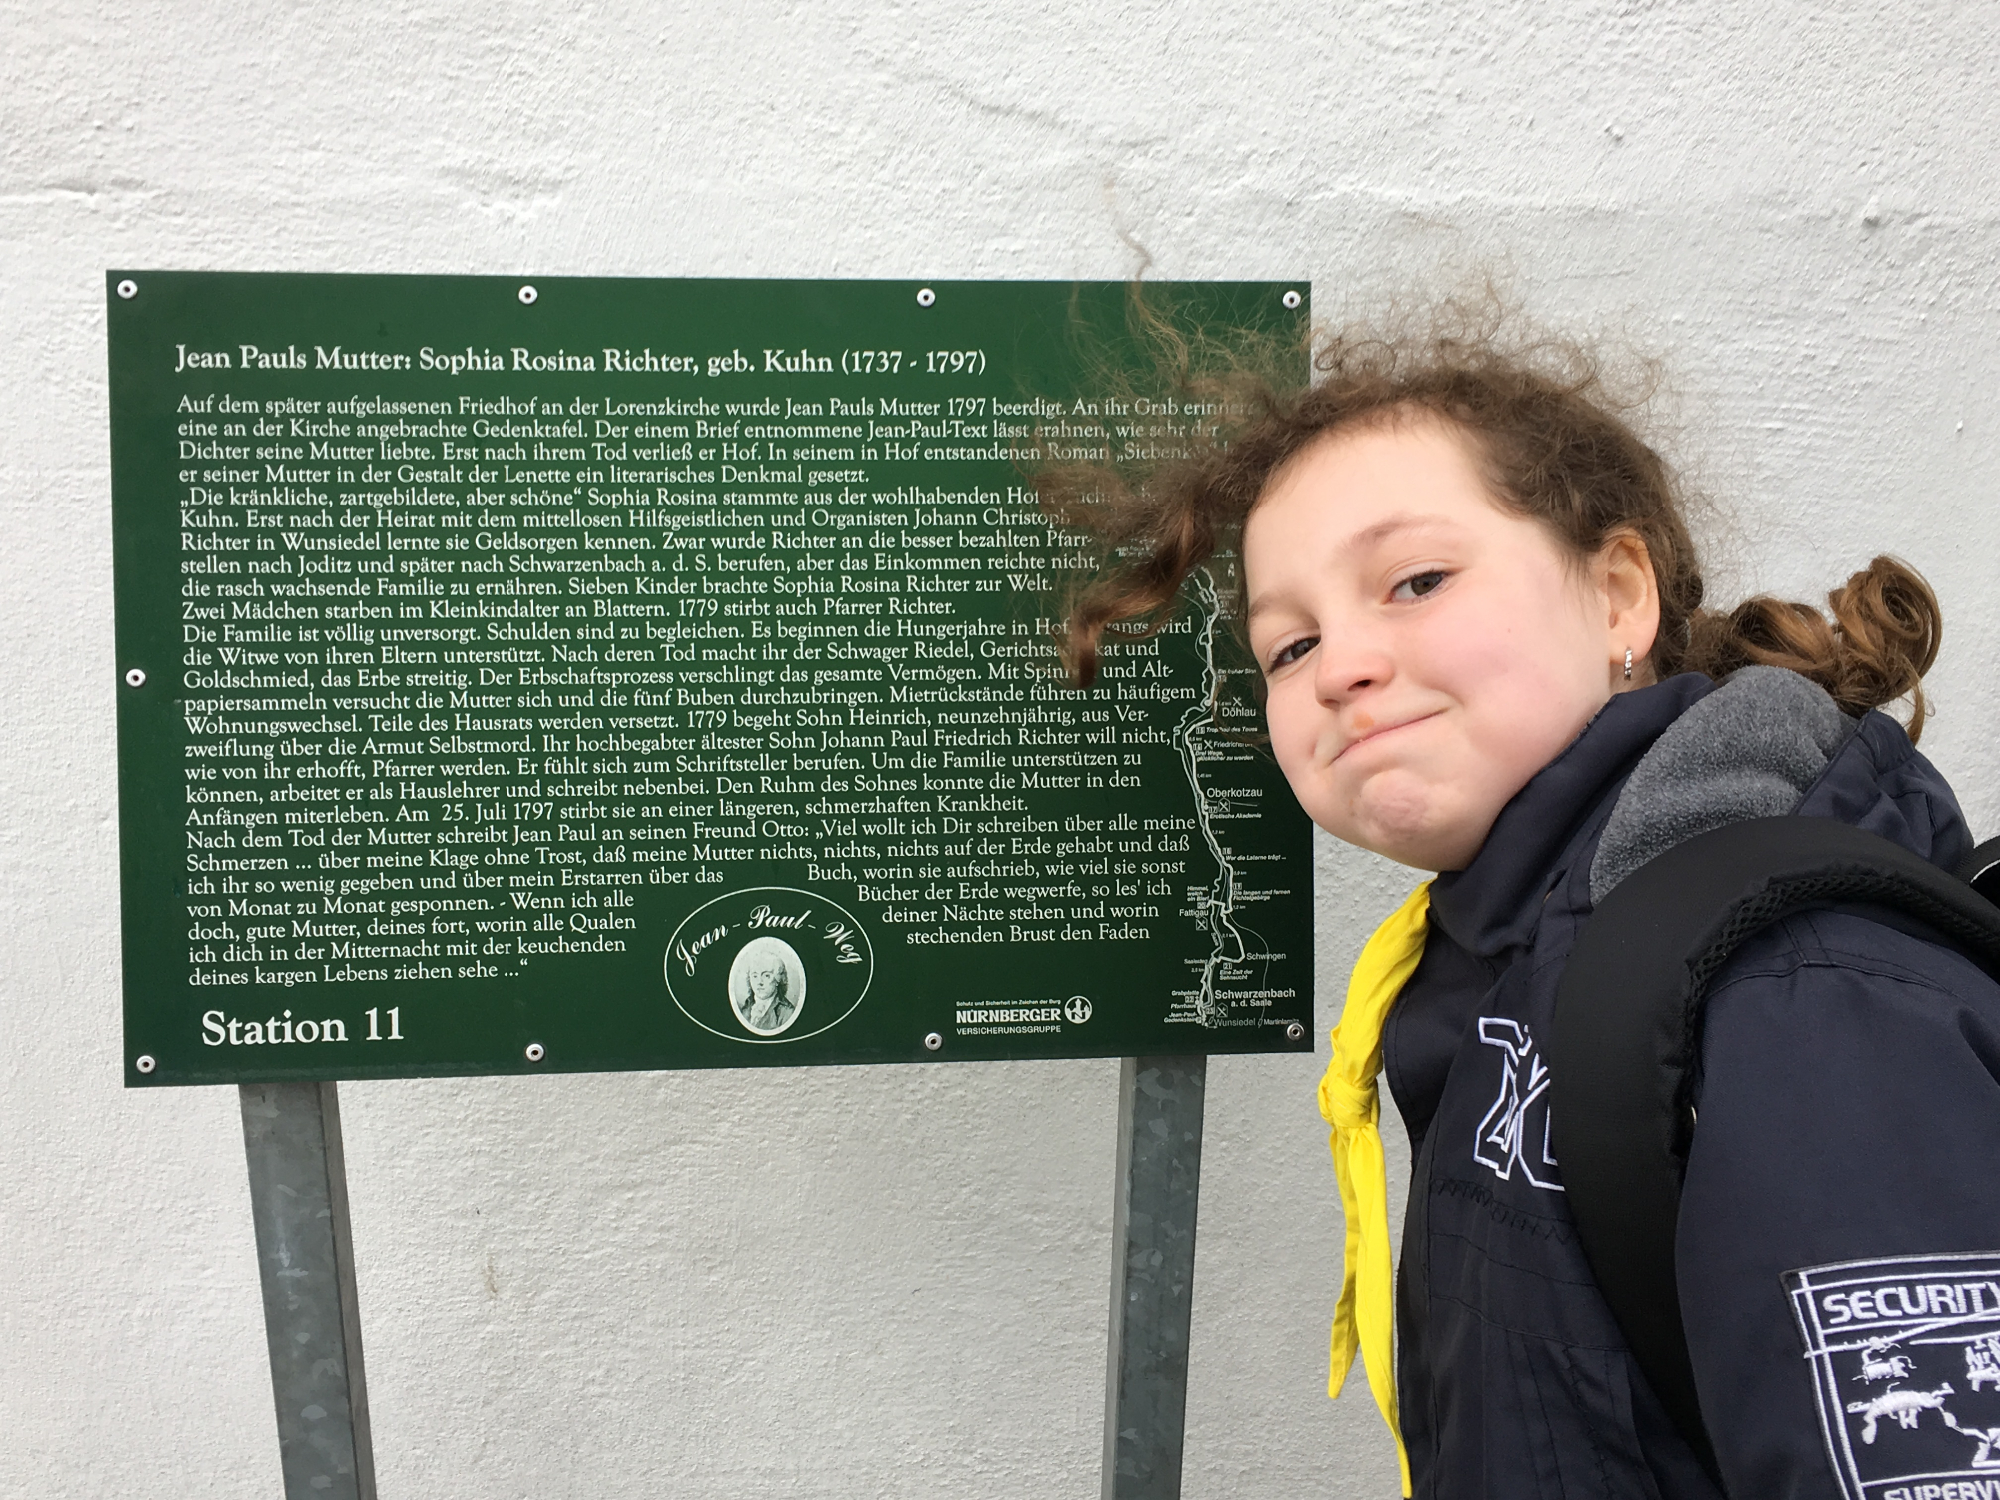 Jean Pauls Mutter: Sophia Rosina Richter, geb. Kuhn (1737 - 1797)
Auf dem später aufgelassenen Friedhof an der Lorenzkirche wurde Jean Pauls Mutter 1797 beerdigt. An ihr Grab
eine an der Kirche angebrachte Gedenktafel. Der einem Brief entnommene Jean-Paul-Text lässt erahnen, wie sehr der
Dichter seine Mutter liebte. Erst nach ihrem Tod verließ er Hof. In seinem in Hof entstandenen Roman
er seiner Mutter in der Gestalt der Lenette ein literarisches Denkmal gesetzt.
„Die kränkliche, zartgebildete, aber schöne“ Sophia Rosina stammte aus der wohlhabenden
Kuhn. Erst nach der Heirat mit dem mittellosen Hilfsgeistlichen und Organisten Johann Christoph
Richter in Wunsiedel lernte sie Geldsorgen kennen. Zwar wurde Richter an die besser bezahlten Pfarr-
stellen nach Joditz und später nach Schwarzenbach a. d. S. berufen, aber das Einkommen reichte nicht,
die rasch wachsende Familie zu ernähren. Sieben Kinder brachte Sophia Rosina Richter zur Welt.
Zwei Mädchen starben im Kleinkindalter an Blattern. 1779 stirbt auch Pfarrer Richter.
Die Familie ist völlig unversorgt. Schulden sind zu begleichen. Es beginnen die Hungerjahre in wird
die Witwe von ihren Eltern unterstützt. Nach deren Tod macht ihr der Schwager Riedel, und
Goldschmied, das Erbe streitig. Der Erbschaftsprozess verschlingt das gesamte Vermögen. Mit und Alt-
papiersammeln versucht die Mutter sich und die fünf Buben durchzubringen. Mietrückstände führen zu häufigem
Wohnungswechsel. Teile des Hausrats werden versetzt. 1779 begeht Sohn Heinrich, neunzehnjährig, aus Ver-
zweiflung über die Armut Selbstmord. Ihr hochbegabter ältester Sohn Johann Paul Friedrich Richter will nicht,
wie von ihr erhofft, Pfarrer werden. Er fühlt sich zum Schriftsteller berufen. Um die Familie unterstützen zu
können, arbeitet er als Hauslehrer und schreibt nebenbei. Den Ruhm des Sohnes konnte die Mutter in den
Anfängen miterleben. Am 25. Juli 1797 stirbt sie an einer längeren, schmerzhaften Krankheit.
Nach dem Tod der Mutter schreibt Jean Paul an seinen Freund Otto: „Viel wollt ich Dir schreiben über alle meine
Schmerzen ... über meine Klage ohne Trost, daß meine Mutter nichts, nichts, nichts auf der Erde gehabt und daß
ich ihr so wenig gegeben und über mein Erstarren über das Buch, worin sie aufschrieb, wie viel sie sonst
von Monat zu Monat gesponnen. - Wenn ich alle Bücher der Erde wegwerfe, so les' ich
doch, gute Mutter, deines fort, worin alle Qualen deiner Nächte stehen und worin
ich dich in der Mitternacht mit der keuchenden stechenden Brust den Faden
deines kargen Lebens ziehen sehe ...“
Jean-Paul-Weg
Station 11
Schutz und Sicherheit im Zeichen der Burg
NÜRNBERGER
VERSICHERUNGSGRUPPE
Döhlau
Oberkotzau
Erotische Akademie
Fattigau
Schwingen
Eine Zeit der
Sehnsucht
Schwarzenbach
a. d. Saale
Wunsiedel
SECURITY